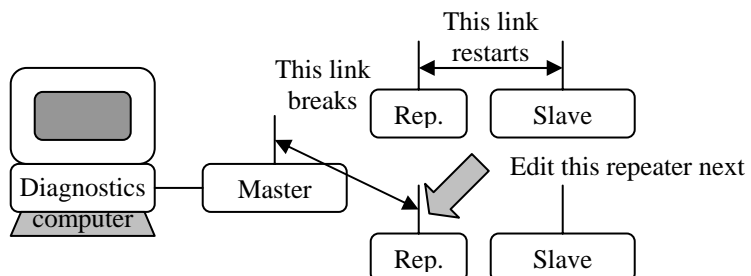 This link
restarts
This link
breaks
Rep.
Slave
Diagnostics
computer
Master
Edit this repeater next
Rep.
Slave